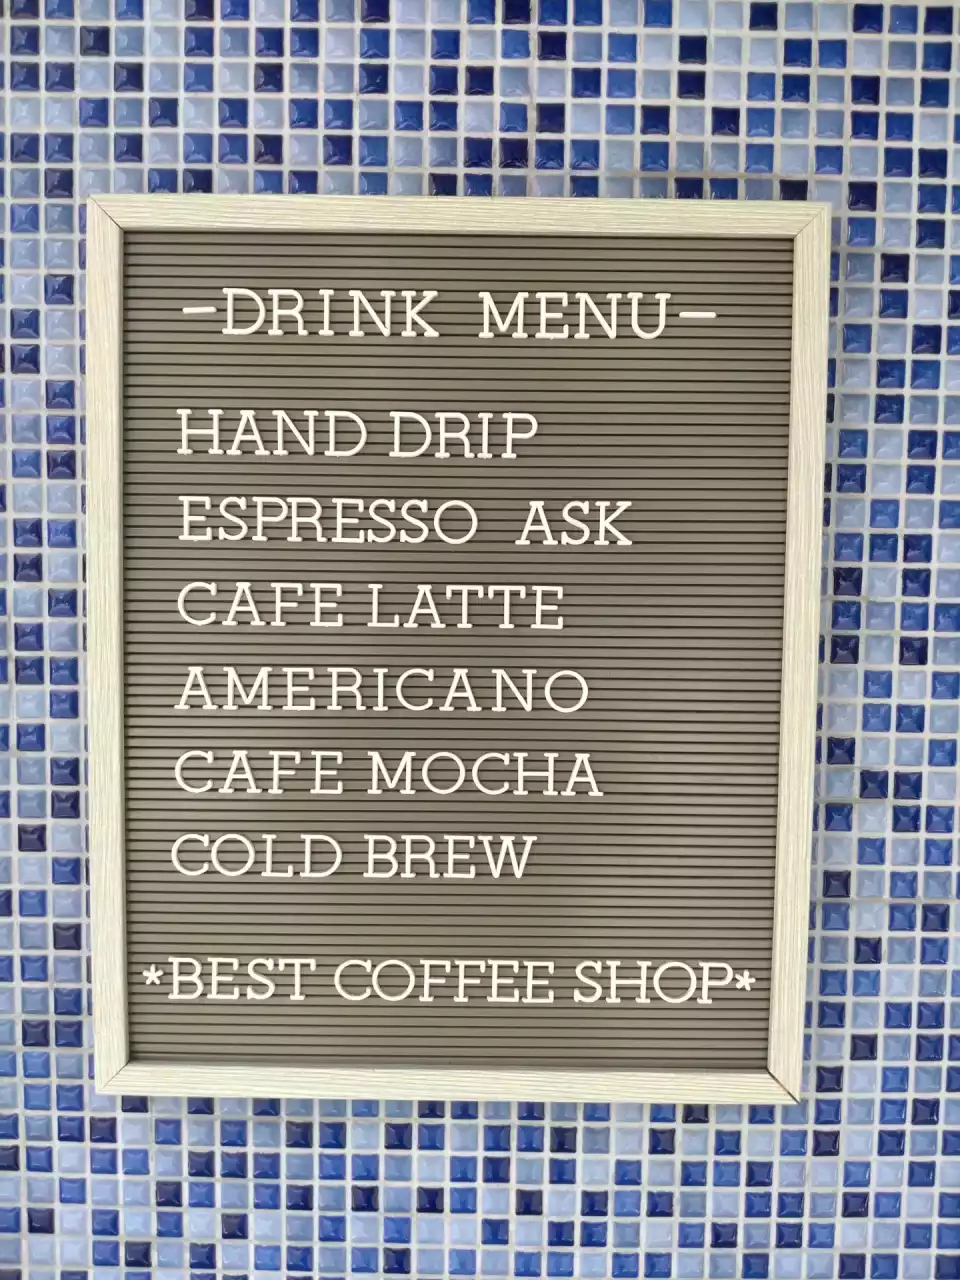 -DRINK MENU-
HAND DRIP
ESPRESSO ASK
CAFE LATTE
AMERICANO
CAFE MOCHA
COLD BREW
*BEST COFFEE SHOP*